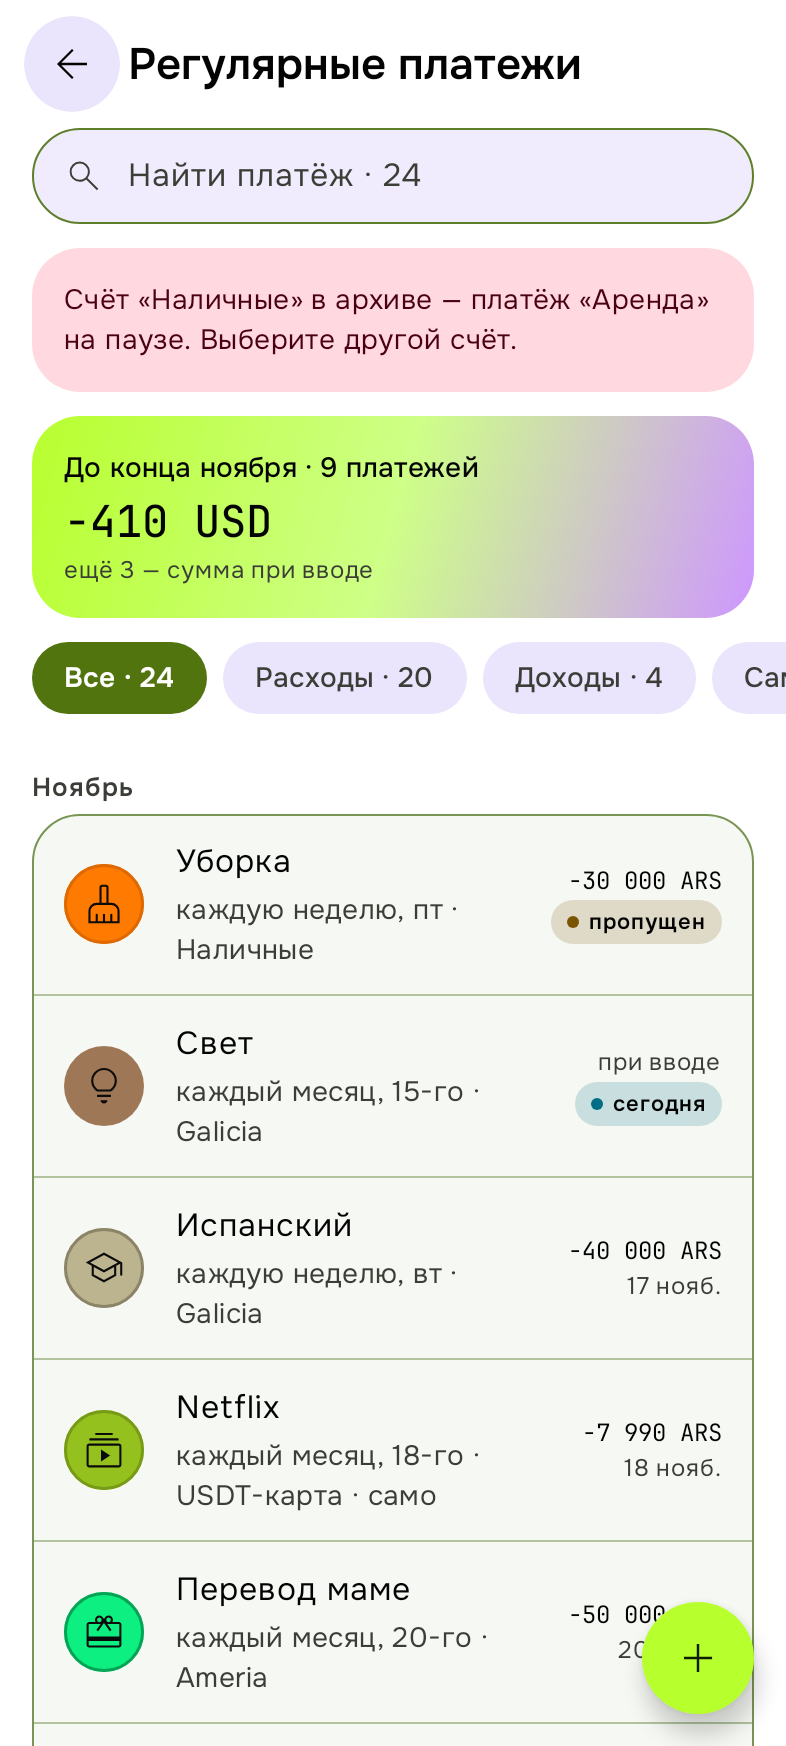 Регулярные платежи
Найти платёж · 24
Счёт «Наличные» в архиве — платёж «Аренда»
на паузе. Выберите другой счёт.
До конца ноября · 9 платежей
-410 USD
ещё 3 — сумма при вводе
Все · 24
Расходы · 20
Доходы · 4
Ноябрь
Уборка
каждую неделю, пт ·
Наличные
-30 000 ARS
пропущен
Свет
каждый месяц, 15-го ·
Galicia
при вводе
сегодня
Испанский
каждую неделю, вт ·
Galicia
-40 000 ARS
17 нояб.
Netflix
каждый месяц, 18-го ·
USDT-карта · само
-7 990 ARS
18 нояб.
Перевод маме
каждый месяц, 20-го ·
Ameria
-50 000